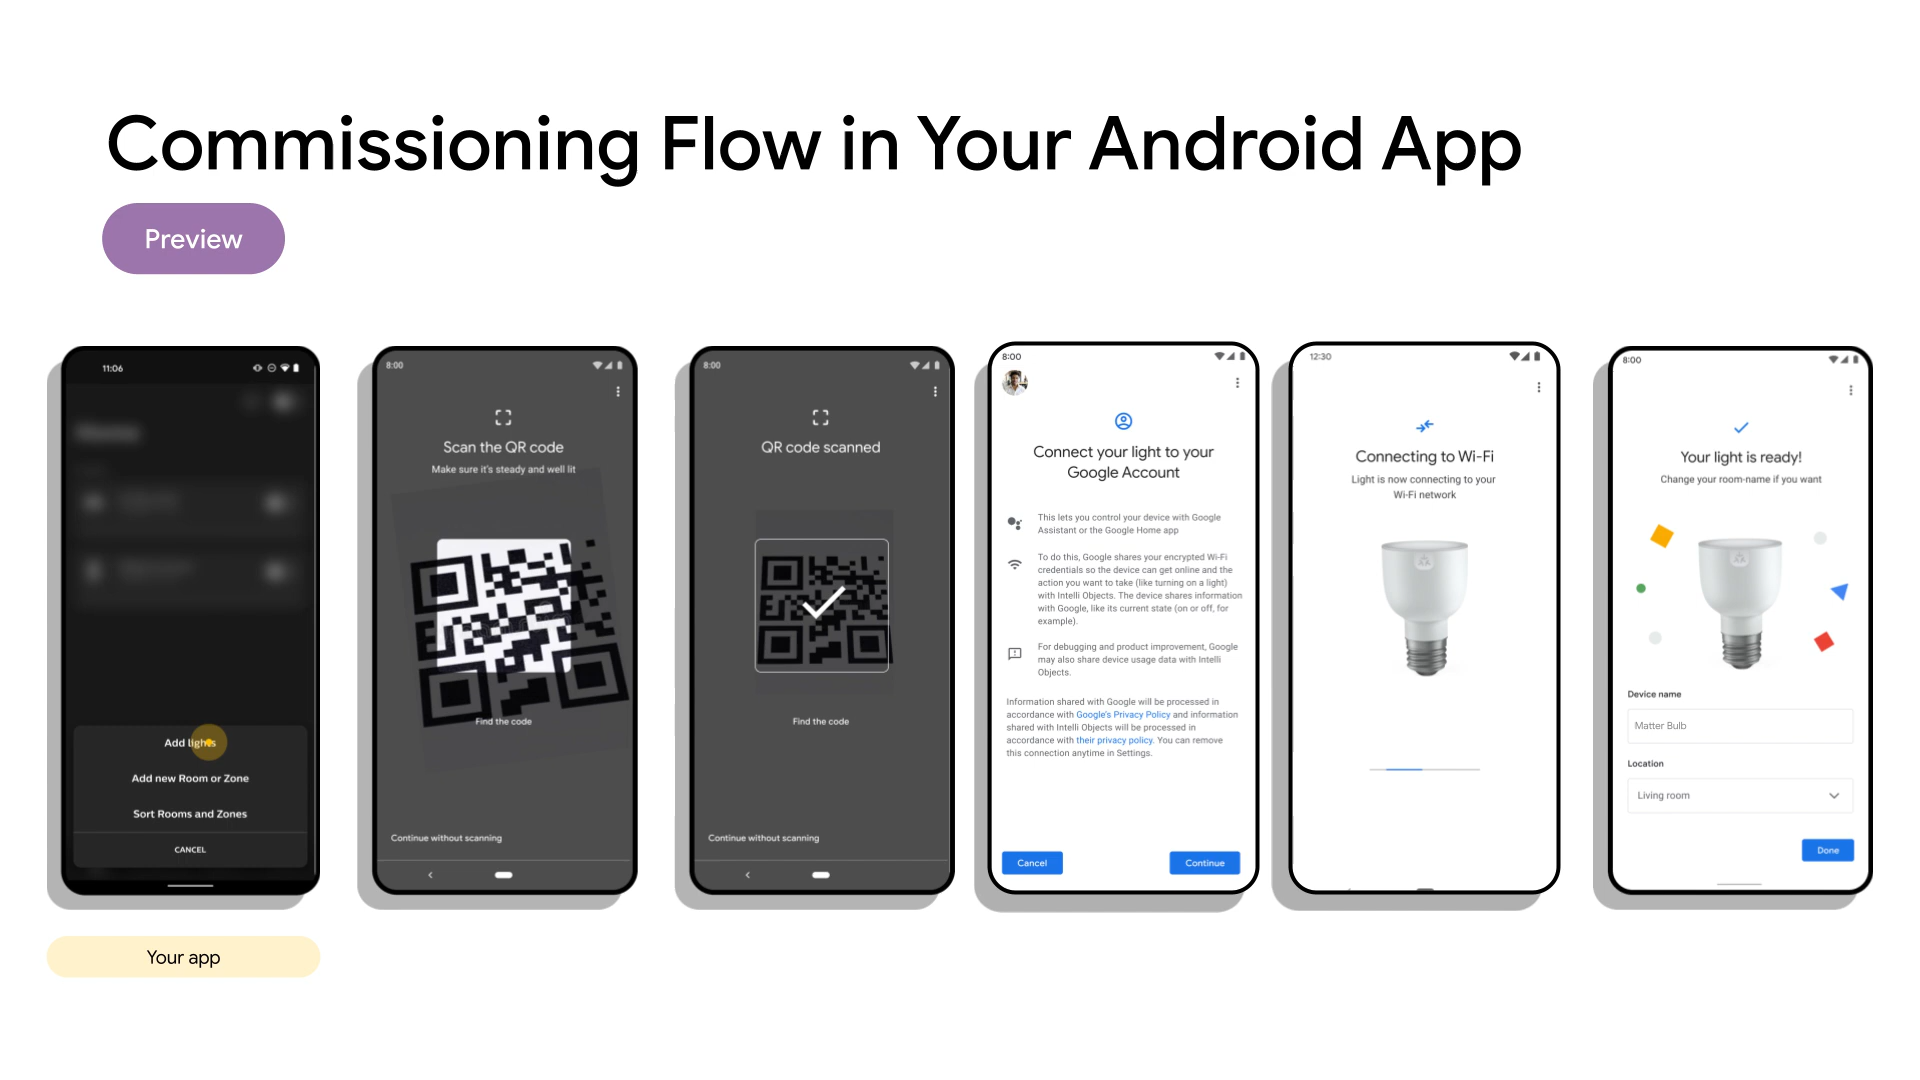 Commissioning Flow in Your Android App
Preview
11:06
Add lights
Add new Room or Zone
Sort Rooms and Zones
CANCEL
Your app
8:00
Scan the QR code
Make sure it's steady and well lit
Find the code
Continue without scanning
8:00
QR code scanned
Find the code
Continue without scanning
8:00
Connect your light to your
Google Account
This lets you control your device with Google
Assistant or the Google Home app
To do this, Google shares your encrypted Wi-Fi
credentials so the device can get online and the
action you want to take (like turning on a light)
with Intelli Objects. The device shares information
with Google, like its current state (on or off, for
example).
For debugging and product improvement, Google
may also share device usage data with Intelli
Objects.
Information shared with Google will be processed in
accordance with Google's Privacy Policy and information
shared with Intelli Objects will be processed in
accordance with their privacy policy. You can remove
this connection anytime in Settings.
Cancel
Continue
12:30
Connecting to Wi-Fi
Light is now connecting to your
Wi-Fi network
8:00
Your light is ready!
Change your room-name if you want
Device name
Matter Bulb
Location
Living room
Done